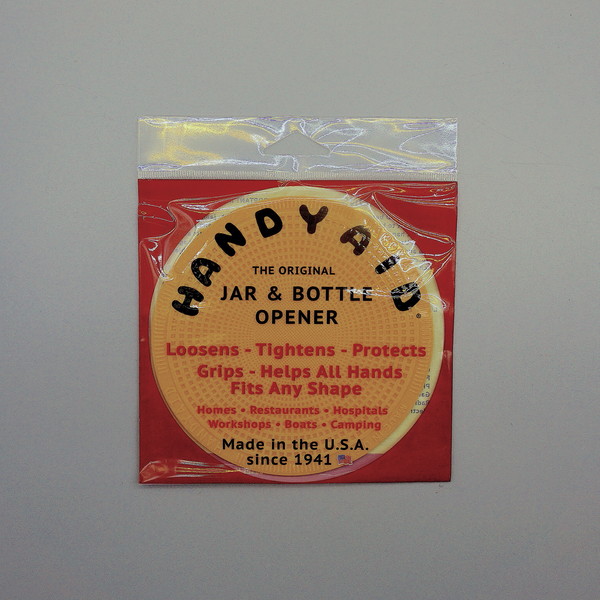 HANDY AID®
THE ORIGINAL
JAR & BOTTLE
OPENER
Loosens - Tightens - Protects
Grips - Helps All Hands
Fits Any Shape
Homes • Restaurants • Hospitals
Workshops • Boats • Camping
Made in the U.S.A.
since 1941